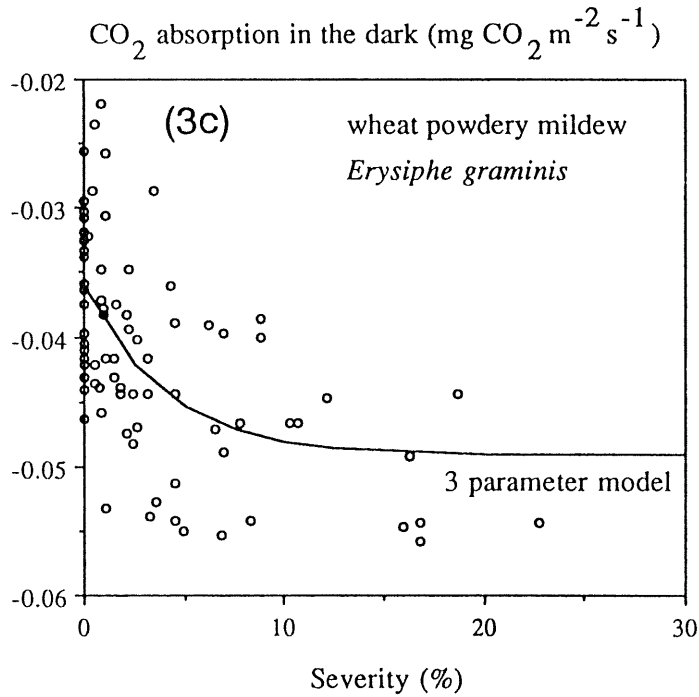 CO2 absorption in the dark (mg CO2 m-2 s-1)
-0.02
(3c)
wheat powdery mildew
Erysiphe graminis
-0.03
-0.04
-0.05
3 parameter model
-0.06
0 10 20 30
Severity (%)